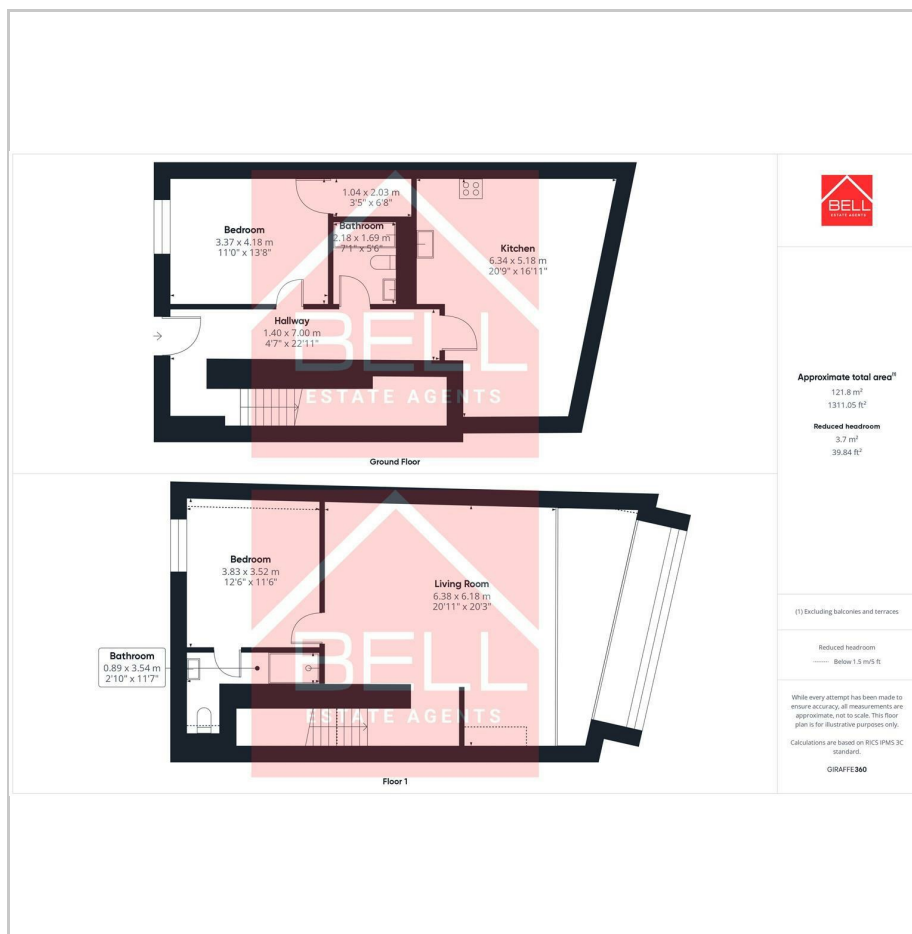 1.04 x 2.03 m
3'5" x 6'8"
Bedroom
3.37 x 4.18 m
11'0" x 13'8"
Bathroom
2.18 x 1.69 m
7'1" x 5'6"
Kitchen
6.34 x 5.18 m
20'9" x 16'11"
Hallway
1.40 x 7.00 m
4'7" x 22'11"
BELL
ESTATE AGENTS
Ground Floor
Bedroom
3.83 x 3.52 m
12'6" x 11'6"
Living Room
6.38 x 6.18 m
20'11" x 20'3"
Bathroom
0.89 x 3.54 m
2'10" x 11'7"
BELL
ESTATE AGENTS
Floor 1
BELL
ESTATE AGENTS
Approximate total area(1)
121.8 m²
1311.05 ft²
Reduced headroom
3.7 m²
39.84 ft²
(1) Excluding balconies and terraces
Reduced headroom
Below 1.5 m/5 ft
While every attempt has been made to
ensure accuracy, all measurements are
approximate, not to scale. This floor
plan is for illustrative purposes only.
Calculations are based on RICS IPMS 3C
standard.
GIRAFFE360